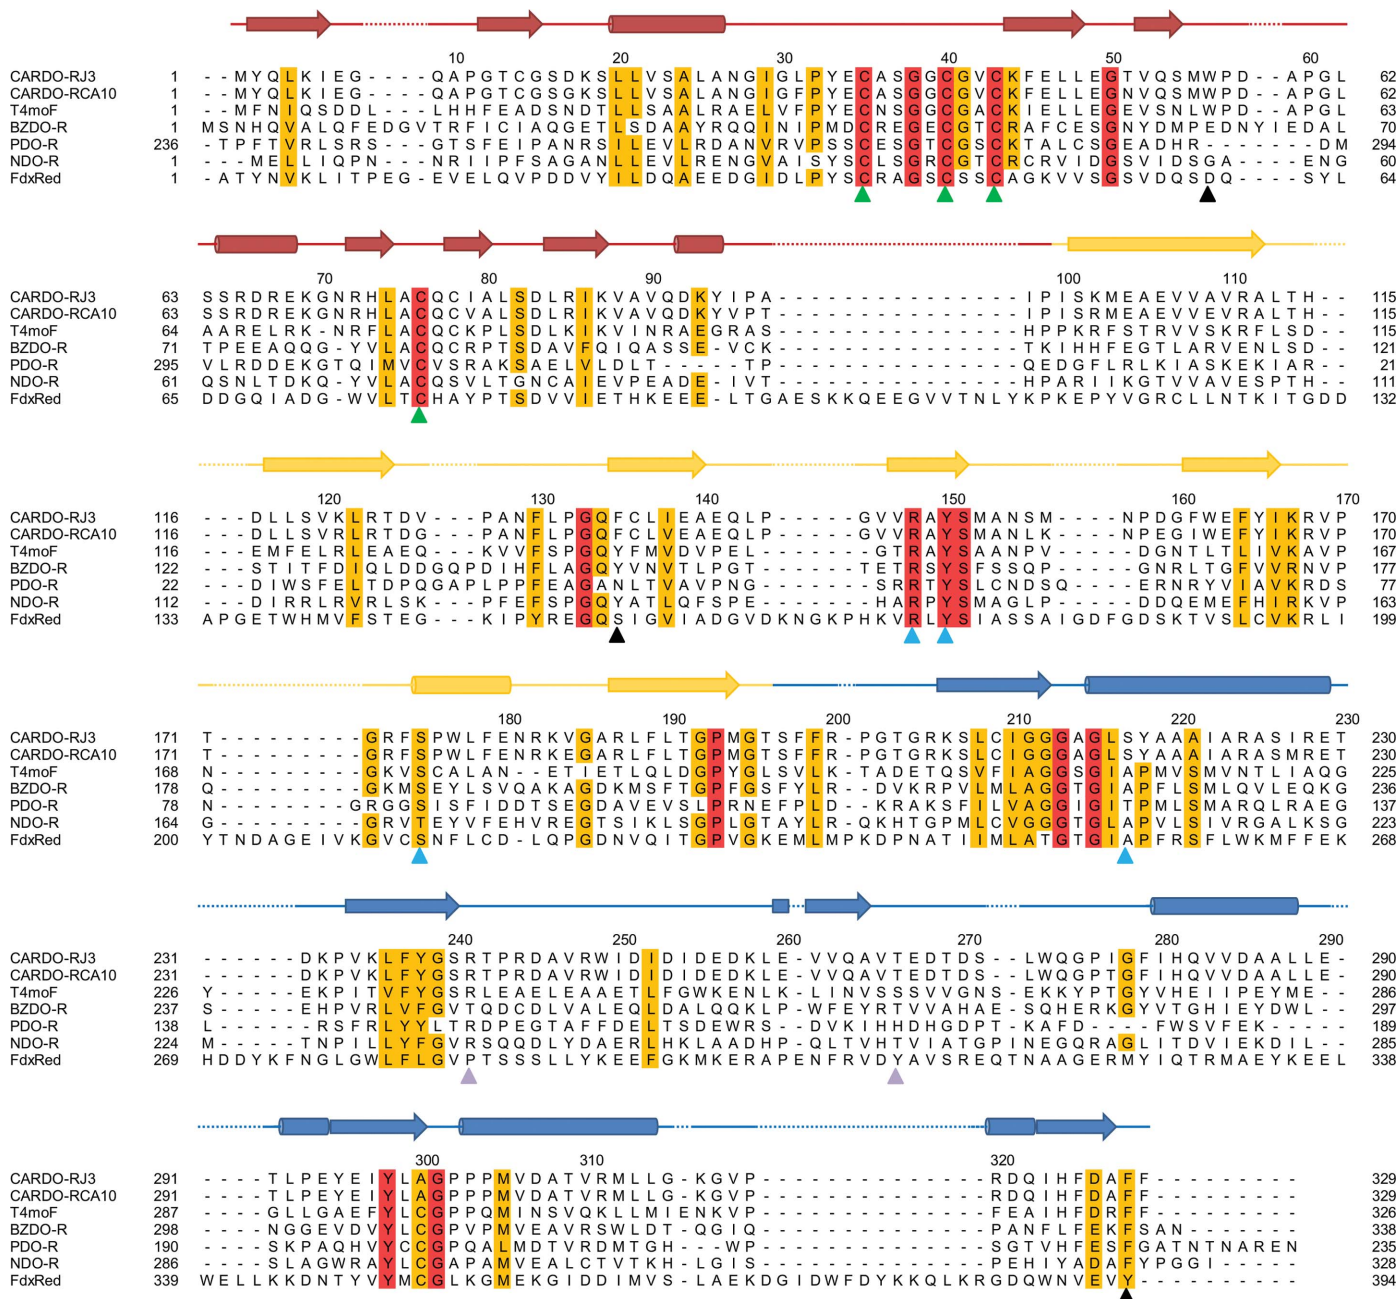 10 20 30 40 50 60
CARDO-RJ3 1 --MYQLKIEG----QAPGTCGSDKSLLVSALANGIGLPYECASGGCGVCKFELLEGTVQSMWPD--APGL 62
CARDO-RCA10 1 --MYQLKIEG----QAPGTCGSGKSLLVSALANGIGFPYECASGGCGVCKFELLEGNVQSMWPD--APGL 62
T4moF 1 --MFNIQSDDL---LHHFEADSNDTLLSAALRAELVFPYECNSGGCGACKIELLEGEVSNLWPD--APGL 63
BZDO-R 1 MSNHQVALQFEDGVTRFICIAQGETLSDAAYRQQINIPMDCREGECGTCRAFCESGNYDMPEDNYIEDAL 70
PDO-R 236 -TPFTVRLSRS---GTSFEIPANRSILEVLRDANVRVPSSCESGTCGSCKTALCSGEADHR-------DM 294
NDO-R 1 ---MELLIQPN---NRIIPFSAGANLLEVLRENGVAISYSCLSGRCGTCRCRVIDGSVIDSGA---ENG 60
FdxRed 1 -ATYNVKLITPEG-EVELQVPDDVYILDQAEEDGIDLPYSCRAGSCSSCAGKVVSGSVDQSDQ----SYL 64
70 80 90 100 110
CARDO-RJ3 63 SSRDREKGNRHLACQCIALSDLRIKVAVQDKYIPA---------------IPISKMEAEVVAVRALTH-- 115
CARDO-RCA10 63 SSRDREKGNRHLACQCVALSDLRIKVAVQDKYVPT---------------IPISRMEAEVVEVRALTH-- 115
T4moF 64 AARELRK-NRFLACQCKPLSDLRIKVINRAEGRAS---------------HPPKRFSTRVVSKRFLSD-- 115
BZDO-R 71 TPEEAQQG-YVLACQCRPTSDAVFQIQASSE-VCK---------------TKIHHFEGTLARVENLSD-- 121
PDO-R 295 VLRDDEKGTQIMVCVSRAKSAELVLDLT-----TP---------------QEDGFLRLKIASKEKIAR-- 21
NDO-R 61 QSNLTDKQ-YVLACQSVLTGNCAIEVPEADE-IVT---------------HPARIIKGTVVAVESPTH-- 111
FdxRed 65 DDGQIADG-WVLTCHAYPTSDVVIETHKEEE-LTGAESKKQEEGVVTNLYKPKEPYVGRCLLNTKITGDD 132
120 130 140 150 160 170
CARDO-RJ3 116 ---DLLSVKLRTDV---PANFLPGQFCLIEAEQLP------GVVRAYSMANSM----NPDGFWEFYIKRVP 170
CARDO-RCA10 116 ---DLLSVKLRTDG---PANFLPGQFCLVEAEQLP------GVVRAYSMANLK----NPEGIWEFYIKRVP 170
T4moF 116 ---EMFELRLEAEQ---KVVFSPGQYFMVDVPEL-------GTRAYSAANPV-----DGNTLTLIVKAVP 167
BZDO-R 122 ---STITFDIQLDDGQPDIHFLAGQYVNVTLPGT-------TETRSYSFSSQP----GNRLTGFVVRNVP 177
PDO-R 22 ---DIWSFELTDPQGAPLPPFEAGANLTVAVPNG-------SRRTYSLCNDSQ----ERNRYVIAVKRDS 77
NDO-R 112 ---DIRRLRVRLSK---PFEFSPGQYATLQFSPE-------HARPYSMAGLP-----DDQEMEFHIRKVP 163
FdxRed 133 APGETWHMVFSTEG---KIPYREGQSIGVIADGVDKNGKPHKVRLYSIASSAIGDFGDSKTVSLCVKRLI 199
180 190 200 210 220 230
CARDO-RJ3 171 T---------GRFSPWLFENRKVGARLFLTGPMGTSFFR-PGTGRKSLCIGGGAGLSYAAAIARASIRET 230
CARDO-RCA10 171 T---------GRFSPWLFENRKEGARLFLTGPMGTSFFR-PGTGRKSLCIGGGAGLSYAAAIARASMRET 230
T4moF 168 N---------GKVSCALAN--ETIETLQLDGPYGLSVLK-TADETQSVFIAGGSGIAPMVSMVNTLIAQG 225
BZDO-R 178 Q---------GKMSEYLSVQAKAGDKMSFTGPFGSFYLR-DVKRPVLMLAGGTGIAPFLSMLQVLEQKG 236
PDO-R 78 N--------GRGGSISFIDDTSEGDAVEVSLPRNEFPLD--KRAKSFILVAGGIGITPMLSMARQLRAEG 137
NDO-R 164 G---------GRVTEYVFEHVREGTSIKLSGPLGTAYLR-QKHTGPMLCVGGGTGLAPVLSIVRGALKSG 223
FdxRed 200 YTNDAGEIVKGVCSNFLCD-LQPGDNVQITGPVGKEMLMPKDPNATIIMLATGTGIAPFRSFLWKMFFEK 268
240 250 260 270 280 290
CARDO-RJ3 231 ------DKPVKLFYGSRTPRDAVRWIDIDIDEDKLE-VVQAVTEDTDS--LWQGPIGFIHQVVDAALLE- 290
CARDO-RCA10 231 ------DKPVKLFYGSRTPRDAVRWIDIDIDEDKLE-VVQAVTEDTDS--LWQGPTGFIHQVVDAALLE- 290
T4moF 226 Y-----EKPITVFYGSRLEAELEAAETLFGWKENLK-LINVSSSVVGNS-EKKYPTGYVHEIIPEYME-- 286
BZDO-R 237 S-----EHPVRLVFGVTQDCDLVALEQLDALQQKLPWFEYRTVVAHAE-SQHERKGYVTGHIEYDWL-- 297
PDO-R 138 L-----RSFRLYYLTRDPEGTAFFDELTSDEWRS--DVKIHHDHGDPT-KAFD----FWSVFEK----- 189
NDO-R 224 M-----TNPILLYFGVRSQQDLYDAERLHKLAADHP-QLTVHTVIATGPINEGQRAGLITDVIEKDIL-- 285
FdxRed 269 HDDYKFNGLGWLFLGVPTSSSLLYKEEFGKMKERAPENFRVDYAVSREQTNAAGERMYIQTRMAEYKEEL 338
300 310 320
CARDO-RJ3 291 ----TLPEYEIYLAGPPPMVDATVRMLLG-KGVP--------------RDQIHFDAFF--------- 329
CARDO-RCA10 291 ----TLPEYEIYLAGPPPMVDATVRMLLG-KGVP--------------RDQIHFDAFF--------- 329
T4moF 287 ----GLLGAEFYLCGPPQMINSVQKLLMIENKVP--------------FEAIHFDRFF--------- 326
BZDO-R 298 ----NGGEVDVYLCGPVPMVEAVRSWLDT-QGIQ--------------PANFLFEKFSAN------- 338
PDO-R 190 ----SKPAQHVYCCGPQALMDTVRDMTGH---WP--------------SGTVHFESFGATNTNAREN 235
NDO-R 286 ----SLAGWRAYLCGAPAMVEALCTVTKH-LGIS--------------PEHIYADAFYPGGI----- 328
FdxRed 339 WELLKKDNTYVYMCGLKGMEKGIDDIMVS-LAEKDGIDWFDYKKQLKRGDQWNVEVY---------- 394